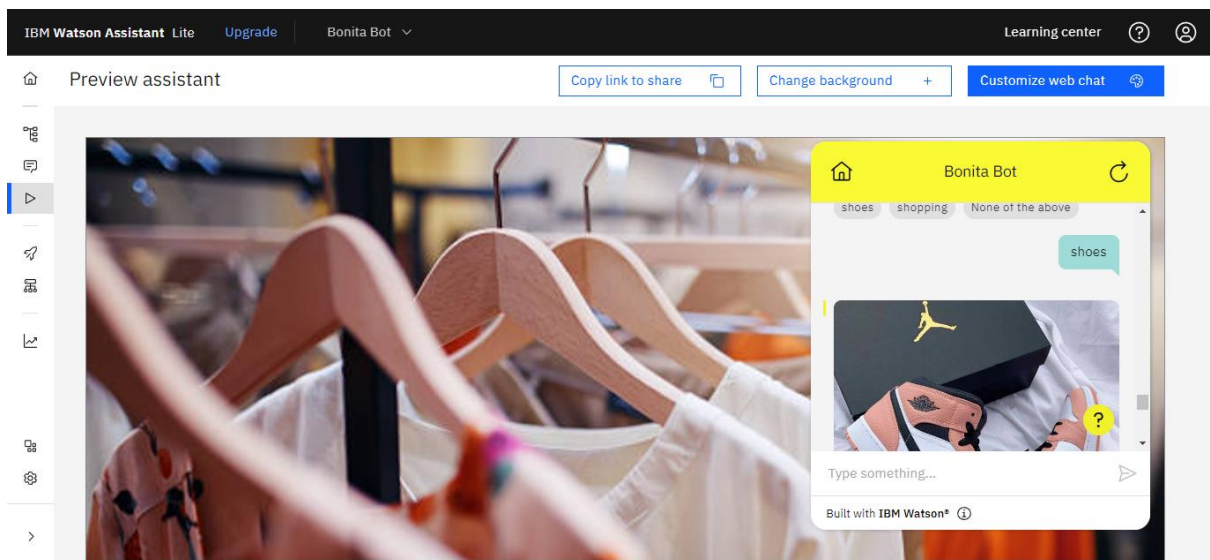 IBM Watson Assistant Lite Upgrade Bonita Bot Learning center
Preview assistant Copy link to share Change background + Customize web chat
Bonita Bot
shoes shopping None of the above
shoes
?
Type something...
Built with IBM Watson®